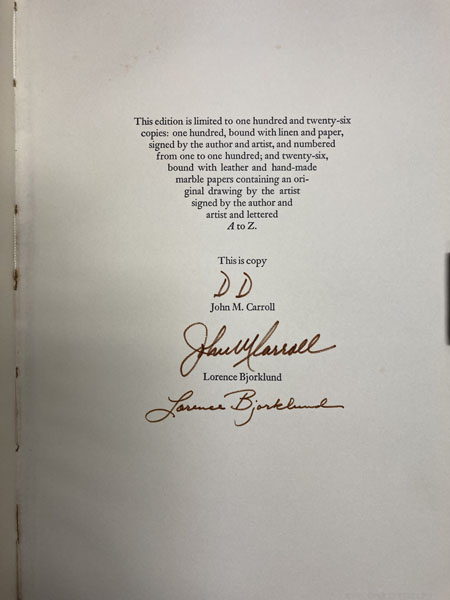 This edition is limited to one hundred and twenty-six
copies: one hundred, bound with linen and paper,
signed by the author and artist, and numbered
from one to one hundred; and twenty-six,
bound with leather and hand-made
marble papers containing an ori-
ginal drawing by the artist
signed by the author and
artist and lettered
A to Z.
This is copy
D D
John M. Carroll
John M Carroll
Lorence Bjorklund
Lorence Bjorklund